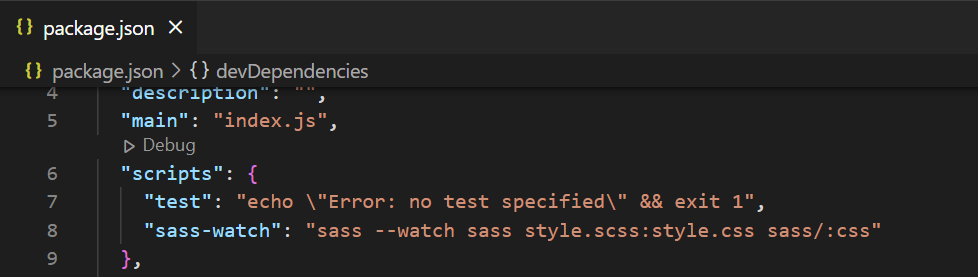 {} package.json ×
{} package.json > {} devDependencies
4 "description": "",
5 "main": "index.js",
Debug
6 "scripts": {
7 "test": "echo \"Error: no test specified\" && exit 1",
8 "sass-watch": "sass --watch sass style.scss:style.css sass/:css"
9 },